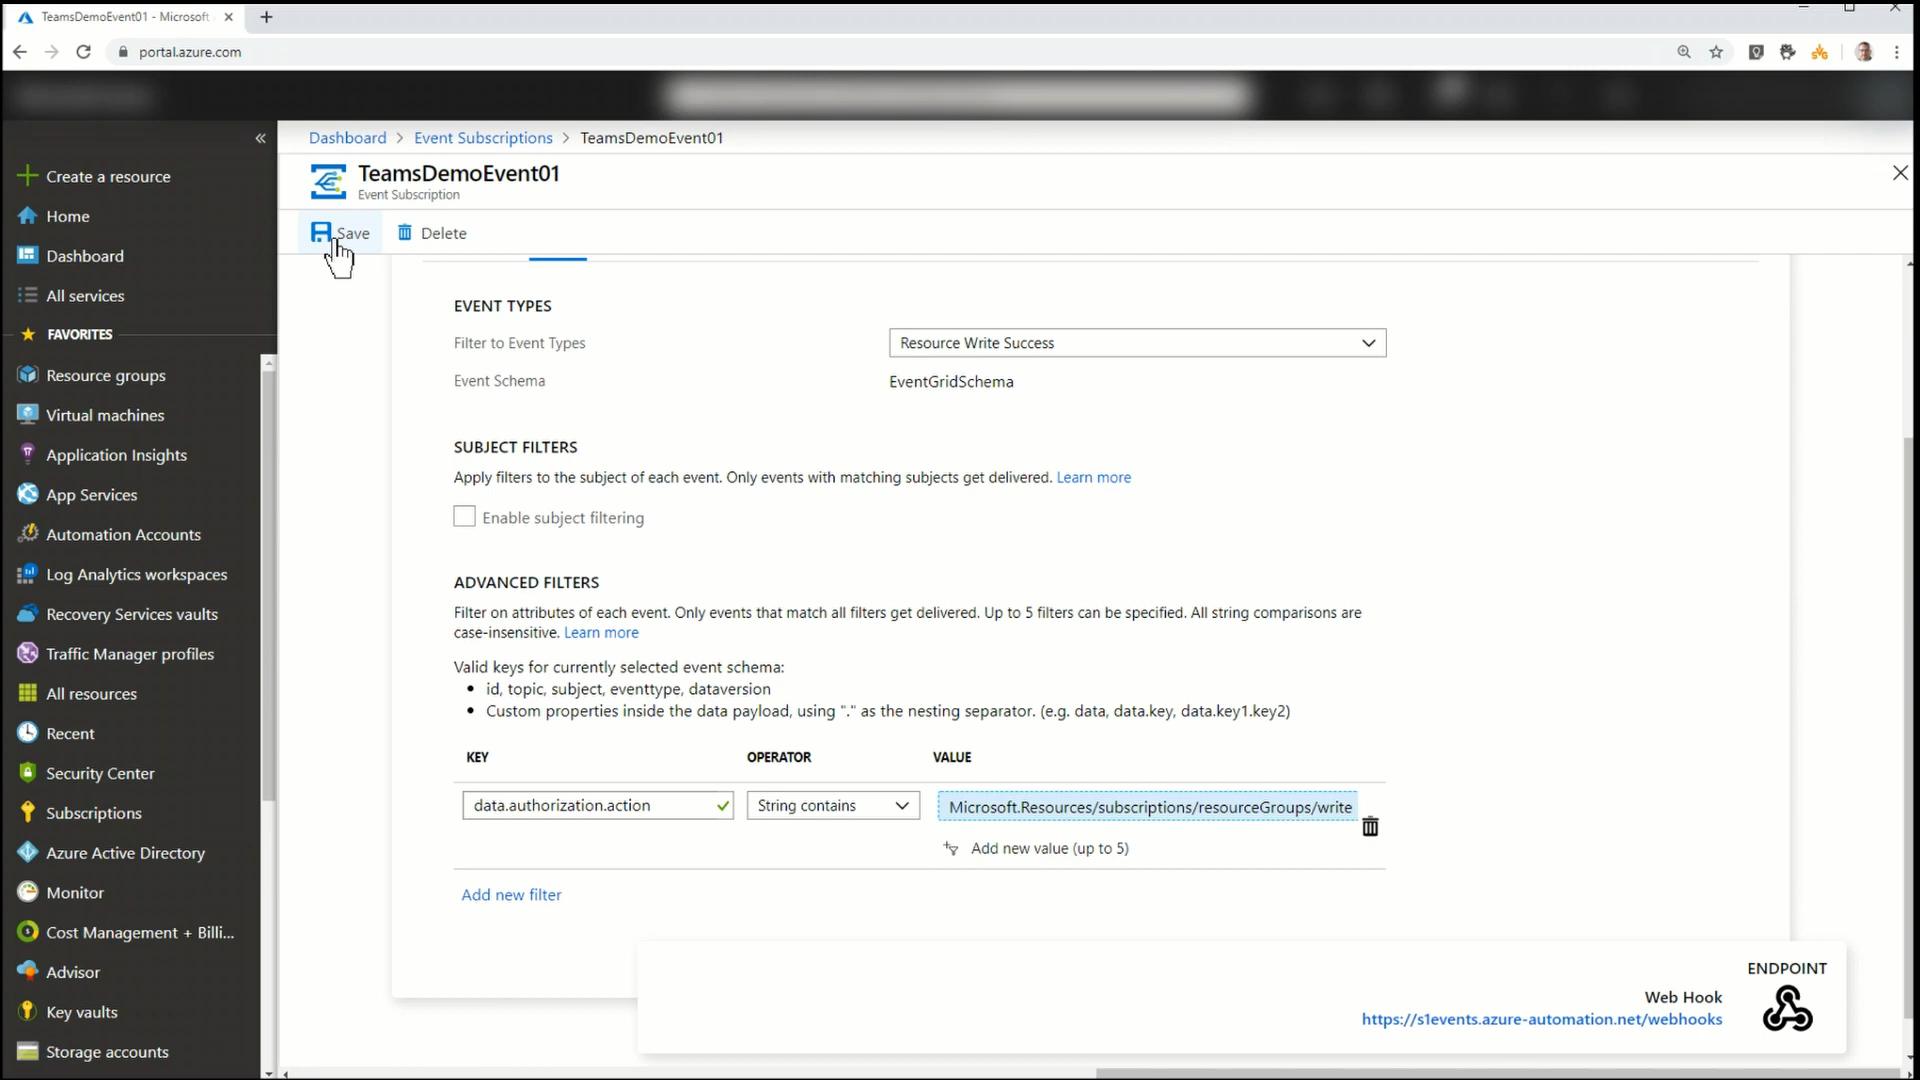 TeamsDemoEvent01 - Microsoft
portal.azure.com
Dashboard > Event Subscriptions > TeamsDemoEvent01
TeamsDemoEvent01
Event Subscription
Save
Delete
Create a resource
Home
Dashboard
All services
FAVORITES
Resource groups
Virtual machines
Application Insights
App Services
Automation Accounts
Log Analytics workspaces
Recovery Services vaults
Traffic Manager profiles
All resources
Recent
Security Center
Subscriptions
Azure Active Directory
Monitor
Cost Management + Billi...
Advisor
Key vaults
Storage accounts
EVENT TYPES
Filter to Event Types
Resource Write Success
Event Schema
EventGridSchema
SUBJECT FILTERS
Apply filters to the subject of each event. Only events with matching subjects get delivered. Learn more
Enable subject filtering
ADVANCED FILTERS
Filter on attributes of each event. Only events that match all filters get delivered. Up to 5 filters can be specified. All string comparisons are
case-insensitive. Learn more
Valid keys for currently selected event schema:
• id, topic, subject, eventtype, dataversion
• Custom properties inside the data payload, using "." as the nesting separator. (e.g. data, data.key, data.key1.key2)
KEY
OPERATOR
VALUE
data.authorization.action
String contains
Microsoft.Resources/subscriptions/resourceGroups/write
Add new value (up to 5)
Add new filter
ENDPOINT
Web Hook
https://s1events.azure-automation.net/webhooks